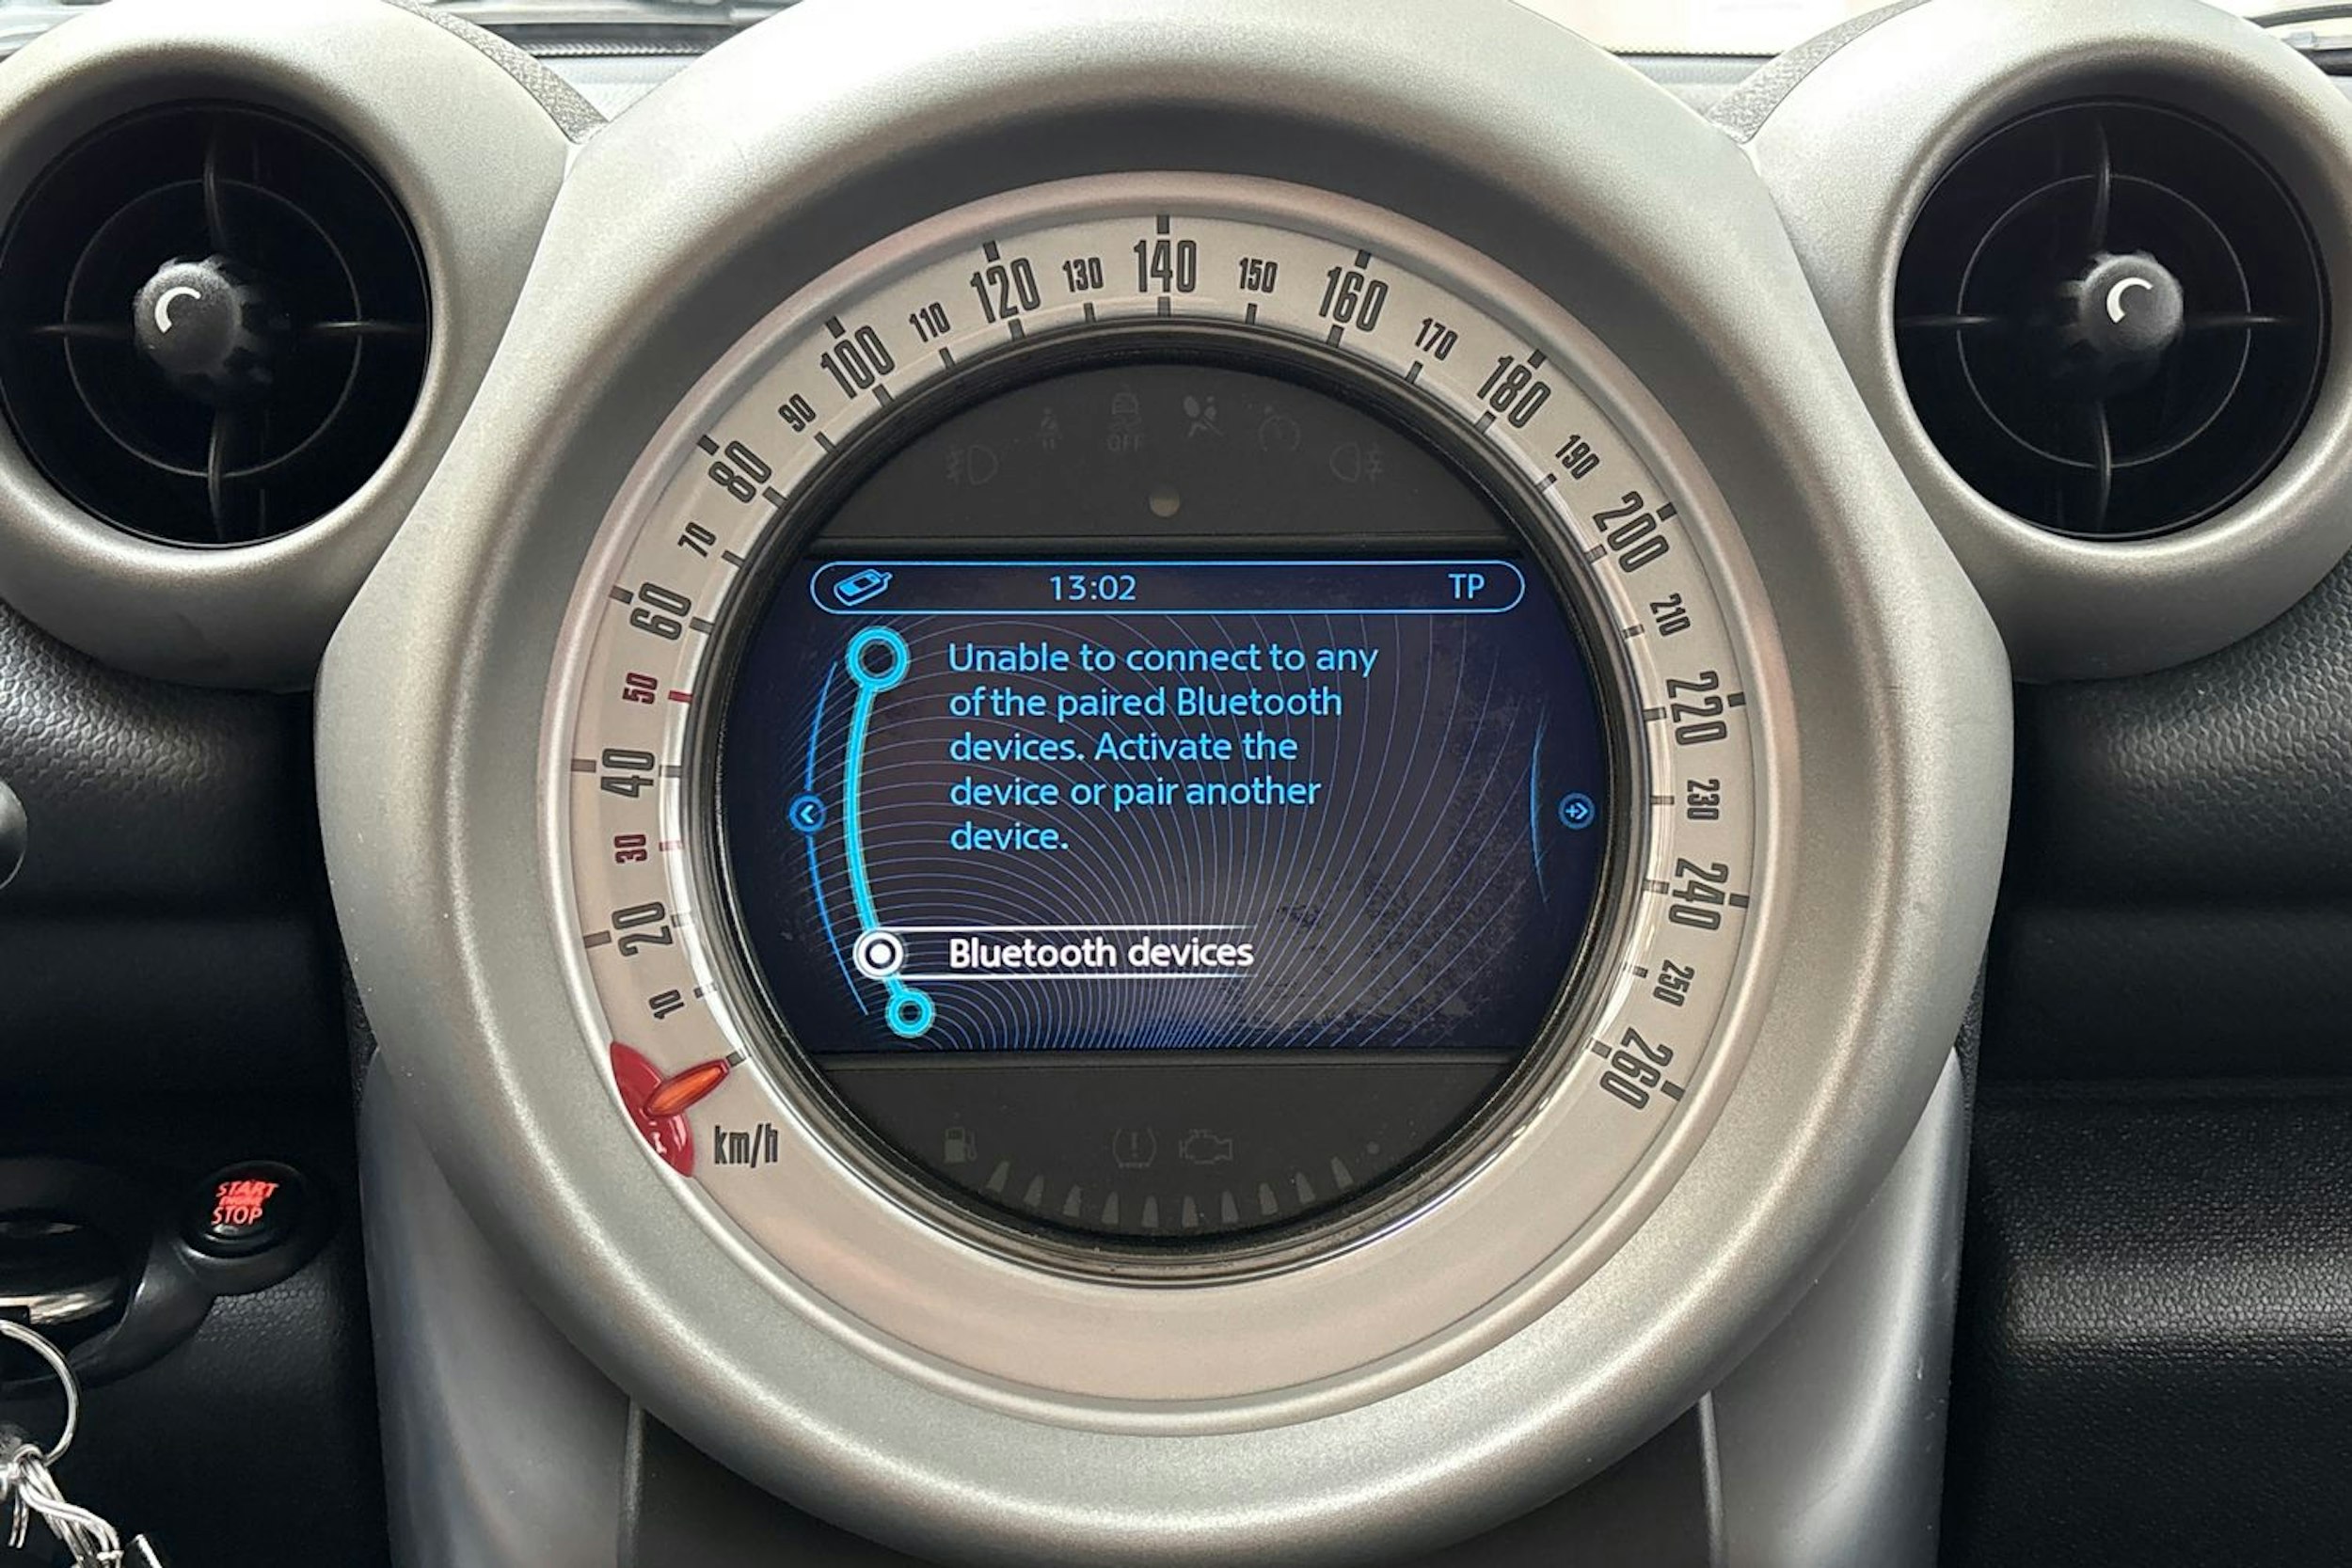 10
20
30
40
50
60
70
80
90
100
110
120
130
140
150
160
170
180
190
200
210
220
230
240
250
260
km/h
OFF
13:02 TP
Unable to connect to any
of the paired Bluetooth
devices. Activate the
device or pair another
device.
Bluetooth devices
START
ENGINE
STOP